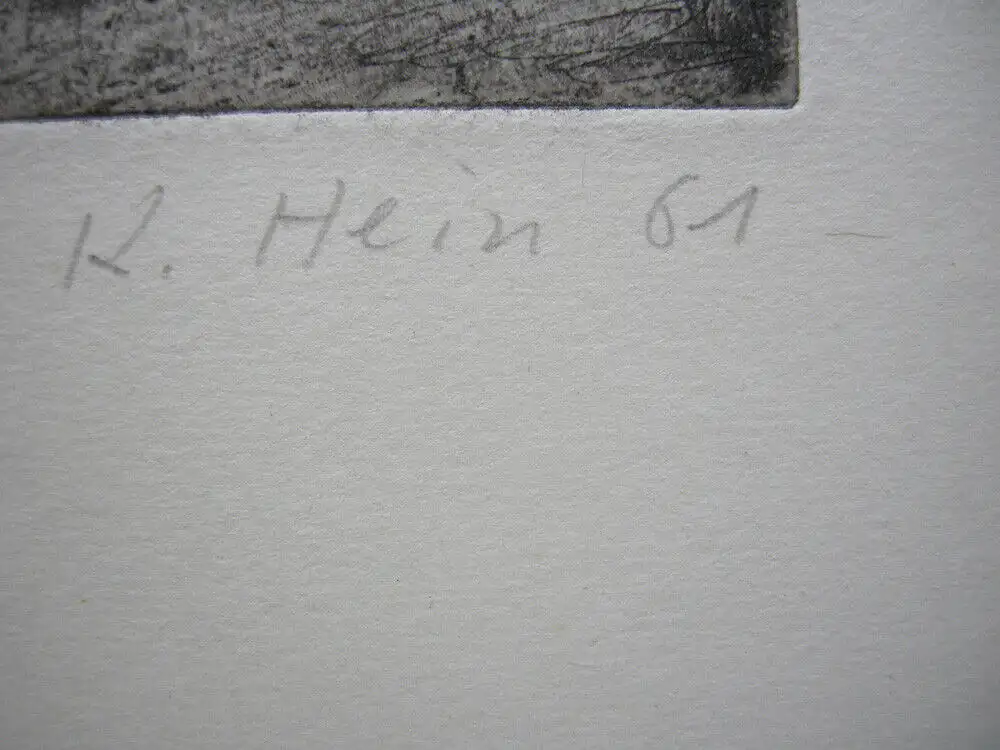 K. Hein 61 –